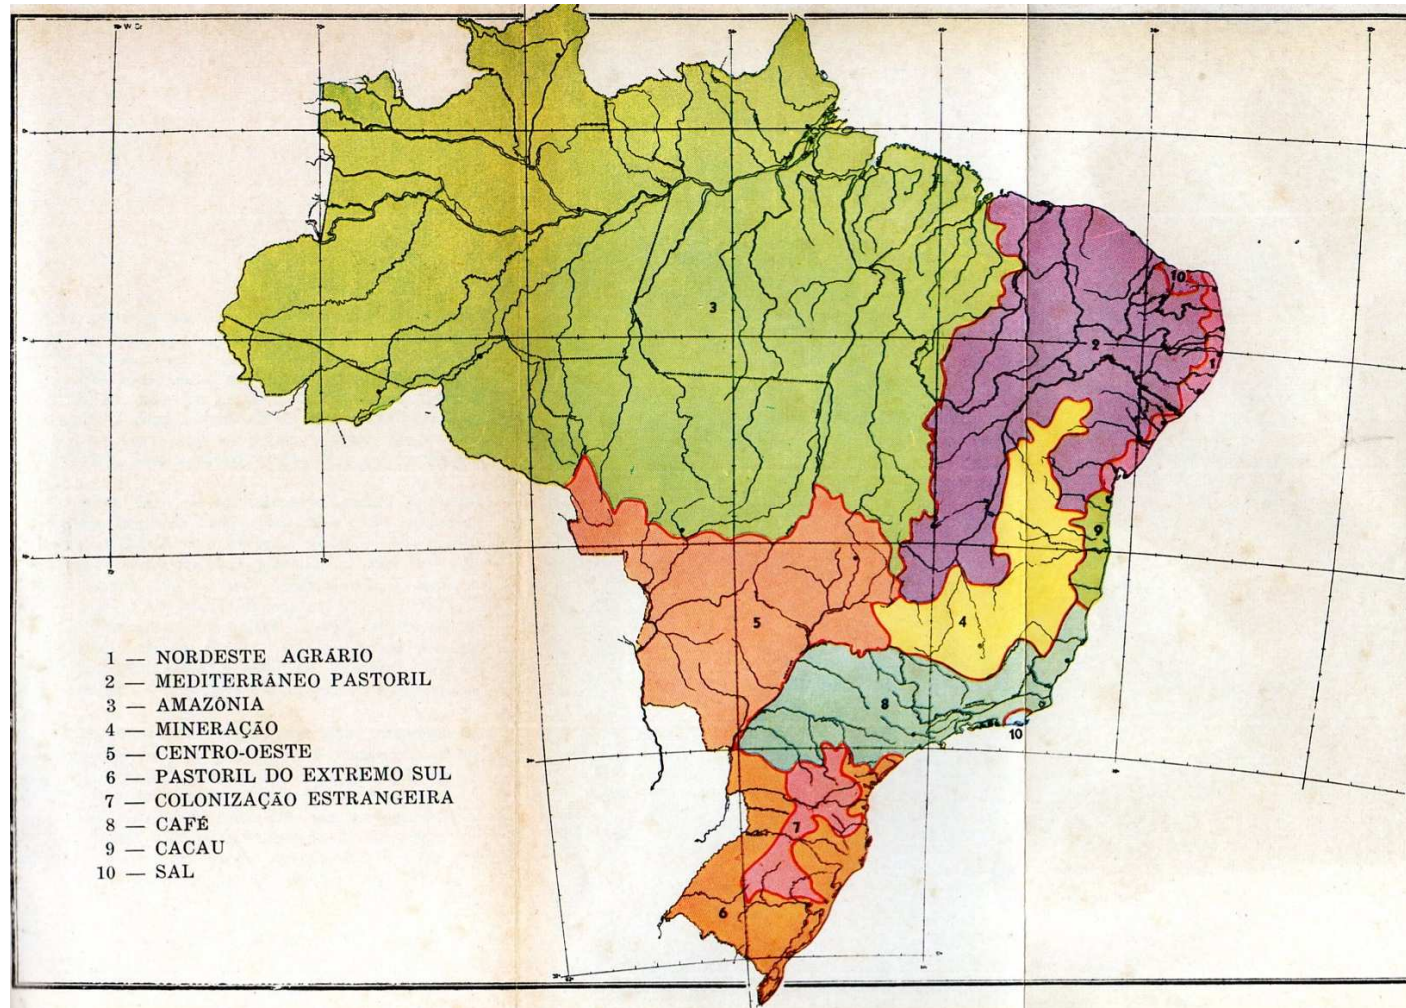 1 — NORDESTE AGRÁRIO
2 — MEDITERRÂNEO PASTORIL
3 — AMAZÔNIA
4 — MINERAÇÃO
5 — CENTRO-OESTE
6 — PASTORIL DO EXTREMO SUL
7 — COLONIZAÇÃO ESTRANGEIRA
8 — CAFÉ
9 — CACAU
10 — SAL
10
3
2
1
9
5
4
8
10
7
6